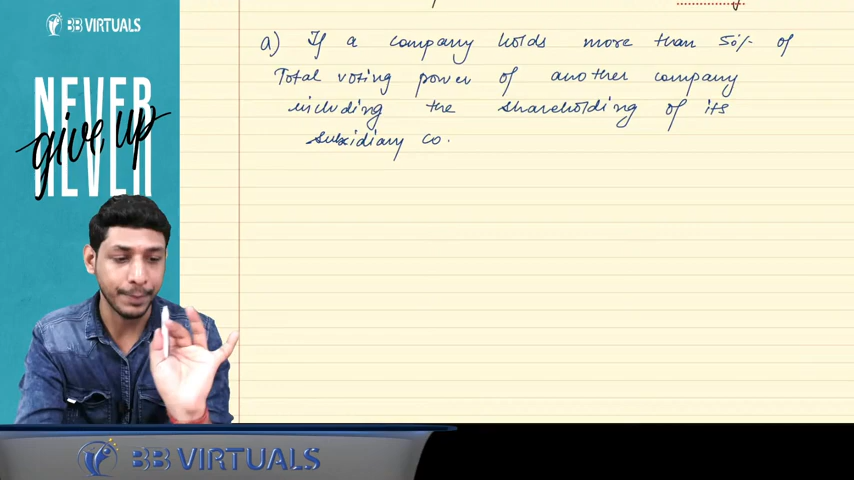 BB VIRTUALS
a) If a company holds more than 50% of
Total voting power of another company
including the shareholding of its
subsidiary co.
NEVER
give up
NEVER
BB VIRTUALS